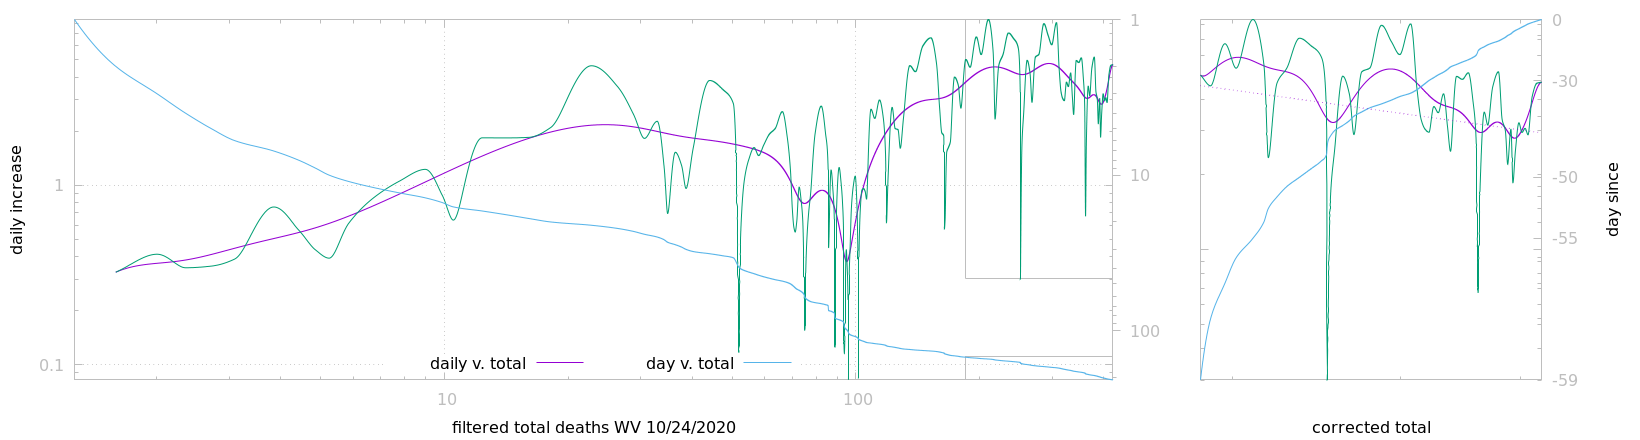 daily increase
1
0.1
10
100
filtered total deaths WV 10/24/2020
daily v. total
day v. total
1
10
100
0
-30
-50
-55
-59
day since
corrected total